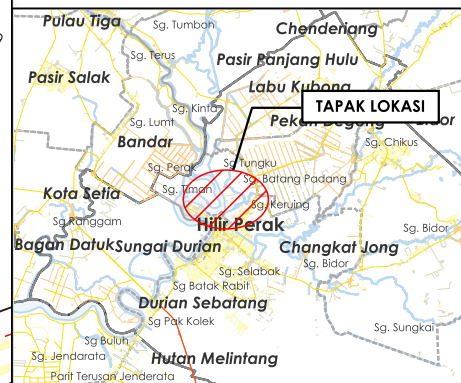 Pulau Tiga
Sg. Tumboh
Chenderiang
Sg. Terus
Pasir Panjang Hulu
Pasir Salak
Labu Kubong
Sg. Kinta
TAPAK LOKASI
Sg. Lumt
Pekan Degong
Bidor
Bandar
Sg. Chikus
Sg. Perak
Sg. Tungku
Sg. Batang Padang
Kota Setia
Sg. Timah
Sg. Keruing
Sg. Ranggam
Hilir Perak
Sg. Bidor
Bagan Datuk
Sungai Durian
Changkat Jong
Sg. Bidor
Sg. Selabak
Sg Batak Rabit
Durian Sebatang
Sg Pak Kolek
Sg. Sungkai
Sg Buluh
Sg. Jendarata
Hutan Melintang
Parit Terusan Jenderata